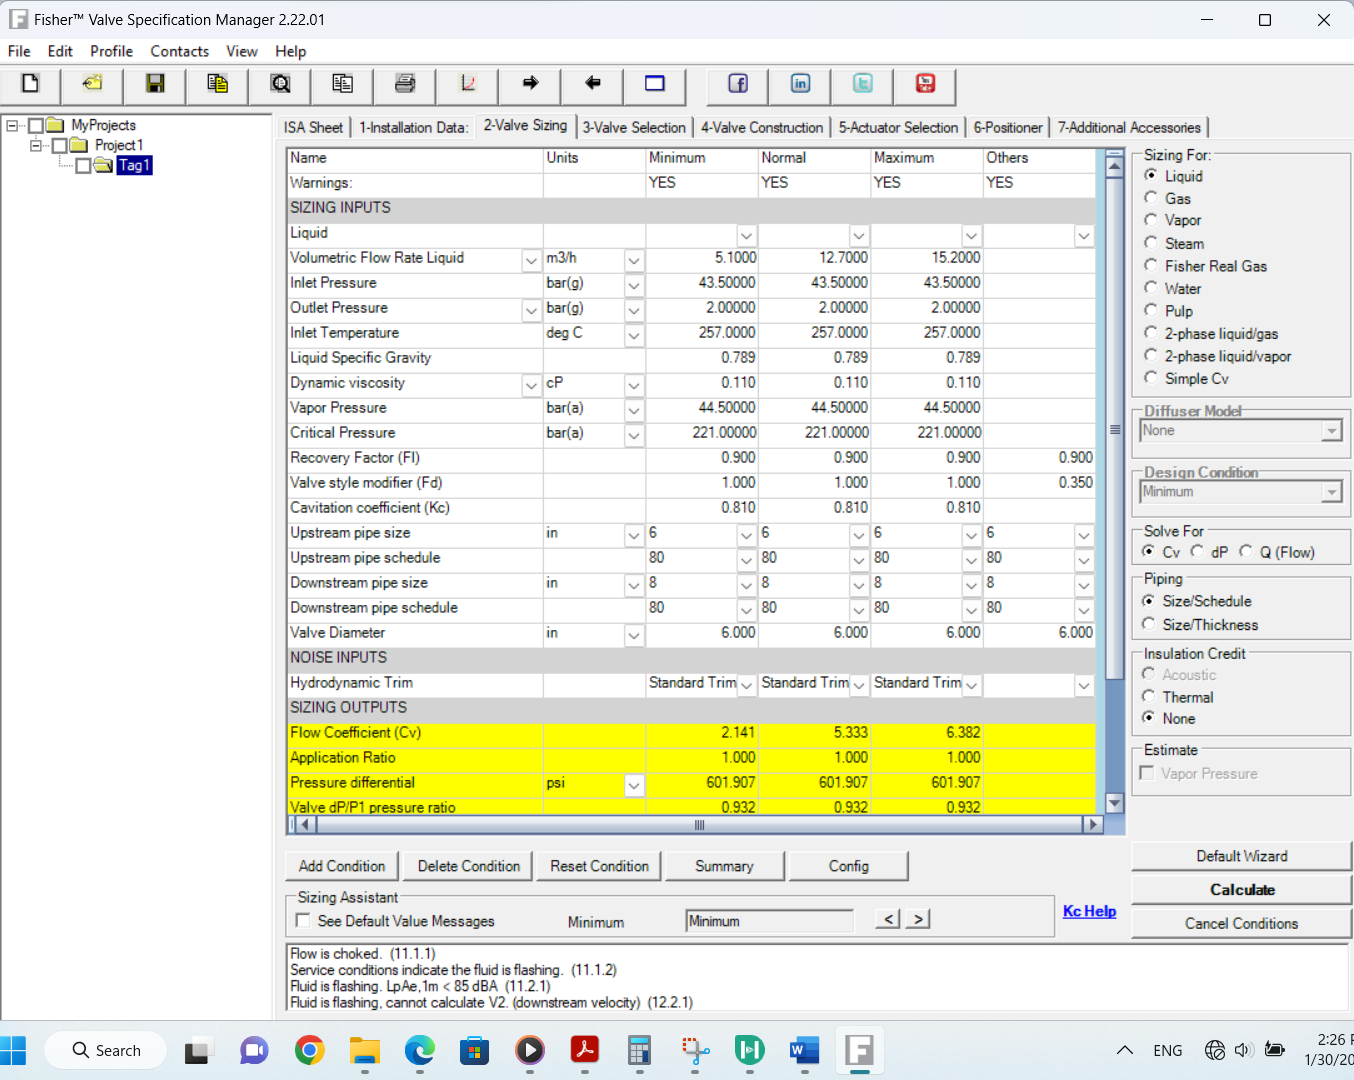 Fisher™ Valve Specification Manager 2.22.01
File Edit Profile Contacts View Help
MyProjects
Project1
Tag1
ISA Sheet 1-Installation Data: 2-Valve Sizing 3-Valve Selection 4-Valve Construction 5-Actuator Selection 6-Positioner 7-Additional Accessories
Name Units Minimum Normal Maximum Others
Warnings: YES YES YES YES
SIZING INPUTS
Liquid
Volumetric Flow Rate Liquid m3/h 5.1000 12.7000 15.2000
Inlet Pressure bar(g) 43.50000 43.50000 43.50000
Outlet Pressure bar(g) 2.00000 2.00000 2.00000
Inlet Temperature deg C 257.0000 257.0000 257.0000
Liquid Specific Gravity 0.789 0.789 0.789
Dynamic viscosity cP 0.110 0.110 0.110
Vapor Pressure bar(a) 44.50000 44.50000 44.50000
Critical Pressure bar(a) 221.00000 221.00000 221.00000
Recovery Factor (Fl) 0.900 0.900 0.900 0.900
Valve style modifier (Fd) 1.000 1.000 1.000 0.350
Cavitation coefficient (Kc) 0.810 0.810 0.810
Upstream pipe size in 6 6 6 6
Upstream pipe schedule 80 80 80 80
Downstream pipe size in 8 8 8 8
Downstream pipe schedule 80 80 80 80
Valve Diameter in 6.000 6.000 6.000 6.000
NOISE INPUTS
Hydrodynamic Trim Standard Trim Standard Trim Standard Trim
SIZING OUTPUTS
Flow Coefficient (Cv) 2.141 5.333 6.382
Application Ratio 1.000 1.000 1.000
Pressure differential psi 601.907 601.907 601.907
Valve dP/P1 pressure ratio 0.932 0.932 0.932
Sizing For:
Liquid
Gas
Vapor
Steam
Fisher Real Gas
Water
Pulp
2-phase liquid/gas
2-phase liquid/vapor
Simple Cv
Diffuser Model
None
Design Condition
Minimum
Solve For
Cv dP Q (Flow)
Piping
Size/Schedule
Size/Thickness
Insulation Credit
Acoustic
Thermal
None
Estimate
Vapor Pressure
Default Wizard
Calculate
Cancel Conditions
Add Condition Delete Condition Reset Condition Summary Config
Sizing Assistant
See Default Value Messages Minimum Minimum < >
Kc Help
Flow is choked. (11.1.1)
Service conditions indicate the fluid is flashing. (11.1.2)
Fluid is flashing. LpAe,1m < 85 dBA (11.2.1)
Fluid is flashing, cannot calculate V2. (downstream velocity) (12.2.1)
Search
ENG
2:26
1/30/20